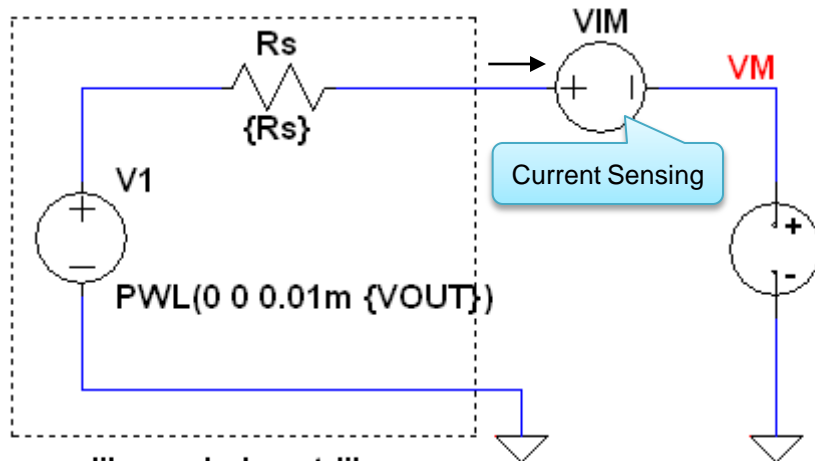 Rs
{Rs}
VIM
VM
Current Sensing
V1
PWL(0 0 0.01m {VOUT})